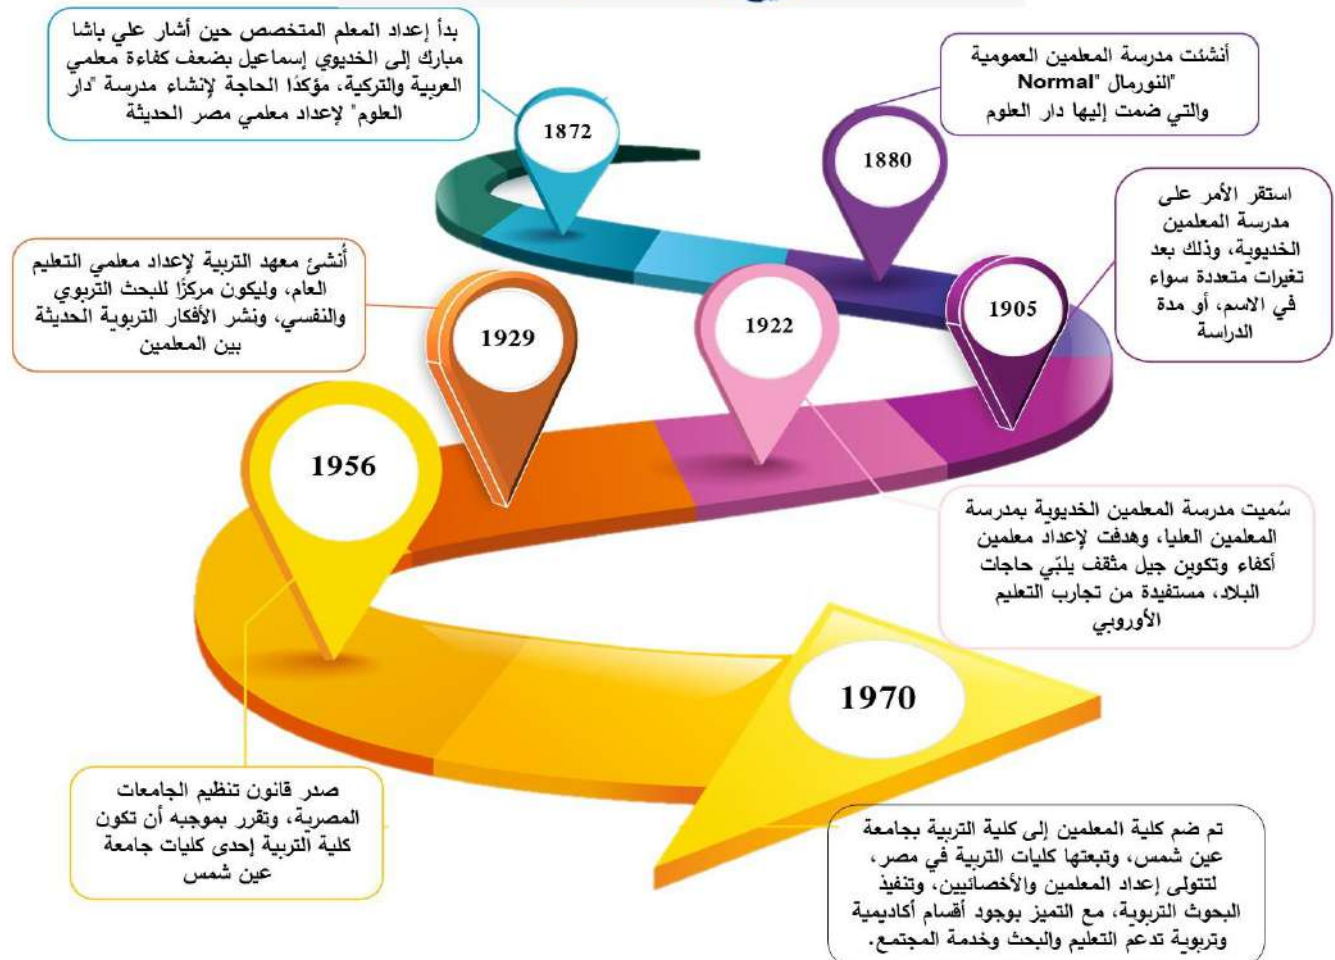 1872
بدأ إعداد المعلم المتخصص حين أشار علي باشا
مبارك إلى الخديوي إسماعيل بضعف كفاءة معلمي
العربية والتركية، مؤكدًا الحاجة لإنشاء مدرسة "دار
العلوم" لإعداد معلمي مصر الحديثة
1880
أنشئت مدرسة المعلمين العمومية
"النورمال "Normal
والتي ضمت إليها دار العلوم
1905
استقر الأمر على
مدرسة المعلمين
الخديوية، وذلك بعد
تغيرات متعددة سواء
في الاسم، أو مدة
الدراسة
1922
سُميت مدرسة المعلمين الخديوية بمدرسة
المعلمين العليا، وهدفت لإعداد معلمين
أكفاء وتكوين جيل مثقف يلبّي حاجات
البلاد، مستفيدة من تجارب التعليم
الأوروبي
1929
أُنشئ معهد التربية لإعداد معلمي التعليم
العام، وليكون مركزًا للبحث التربوي
والنفسي، ونشر الأفكار التربوية الحديثة
بين المعلمين
1956
صدر قانون تنظيم الجامعات
المصرية، وتقرر بموجبه أن تكون
كلية التربية إحدى كليات جامعة
عين شمس
1970
تم ضم كلية المعلمين إلى كلية التربية بجامعة
عين شمس، وتبعتها كليات التربية في مصر،
لتتولى إعداد المعلمين والأخصائيين، وتنفيذ
البحوث التربوية، مع التميز بوجود أقسام أكاديمية
وتربوية تدعم التعليم والبحث وخدمة المجتمع.